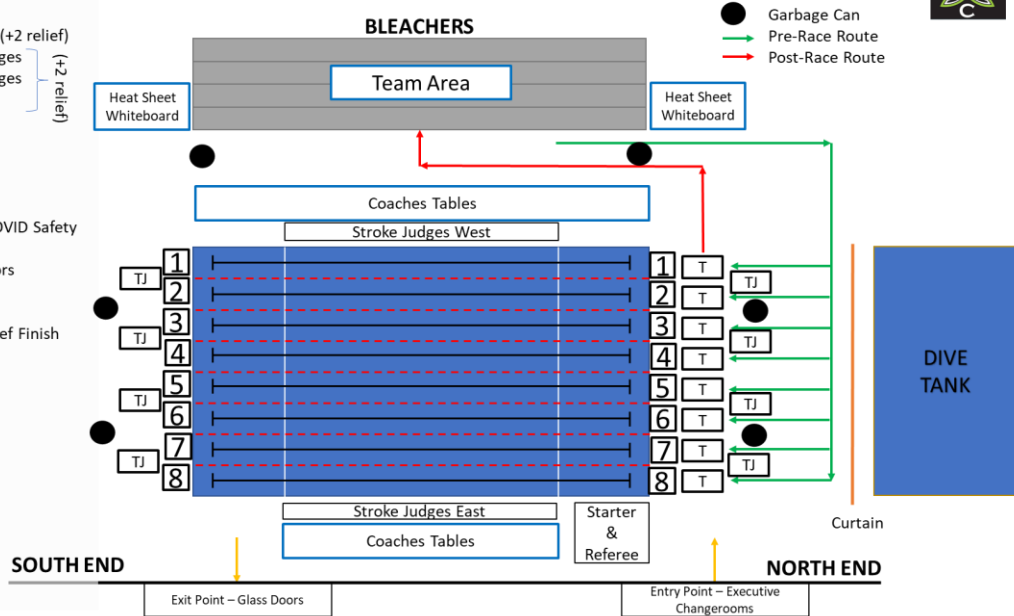 (+2 relief)
ges
ges
(+2 relief)
OVID Safety
ors
ef Finish
BLEACHERS
Team Area
Heat Sheet
Whiteboard
Heat Sheet
Whiteboard
Garbage Can
Pre-Race Route
Post-Race Route
C
Coaches Tables
Stroke Judges West
1
2
3
4
5
6
7
8
TJ
TJ
TJ
TJ
1
2
3
4
5
6
7
8
T
T
T
T
T
T
T
T
TJ
TJ
TJ
TJ
DIVE
TANK
Curtain
Stroke Judges East
Coaches Tables
Starter
&
Referee
SOUTH END
NORTH END
Exit Point – Glass Doors
Entry Point – Executive
Changerooms